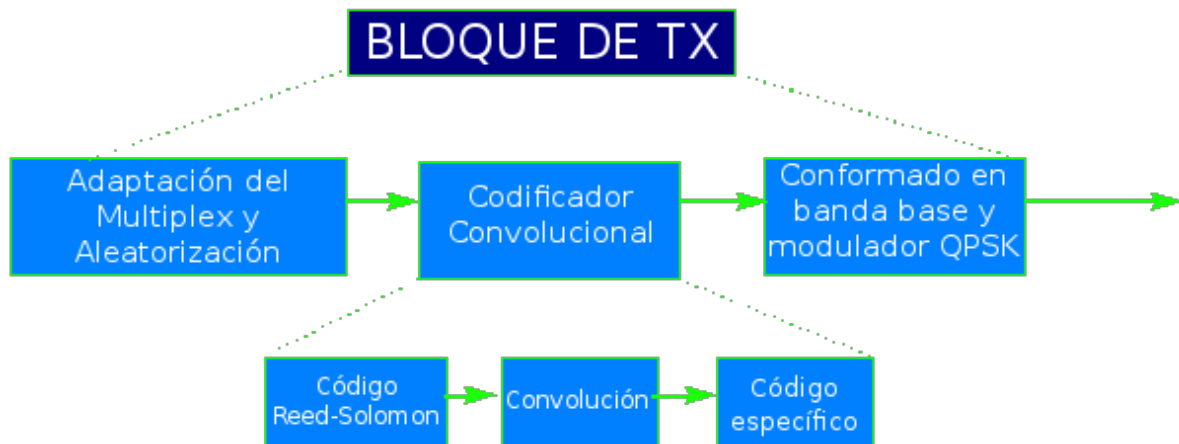 BLOQUE DE TX
Adaptación del
Multiplex y
Aleatorización
Codificador
Convolucional
Conformado en
banda base y
modulador QPSK
Código
Reed-Solomon
Convolución
Código
específico